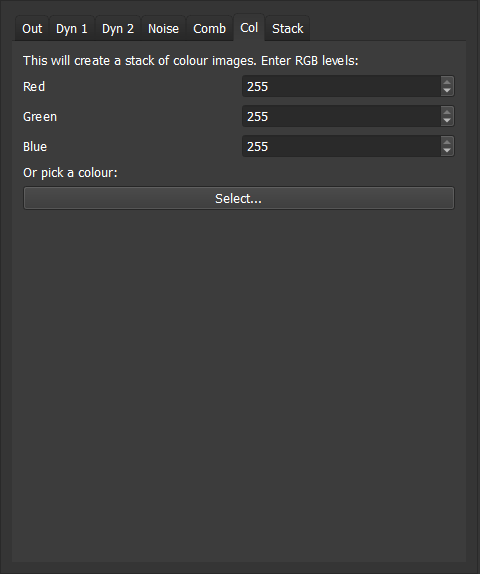 Out Dyn 1 Dyn 2 Noise Comb Col Stack
This will create a stack of colour images. Enter RGB levels:
Red 255
Green 255
Blue 255
Or pick a colour:
Select...